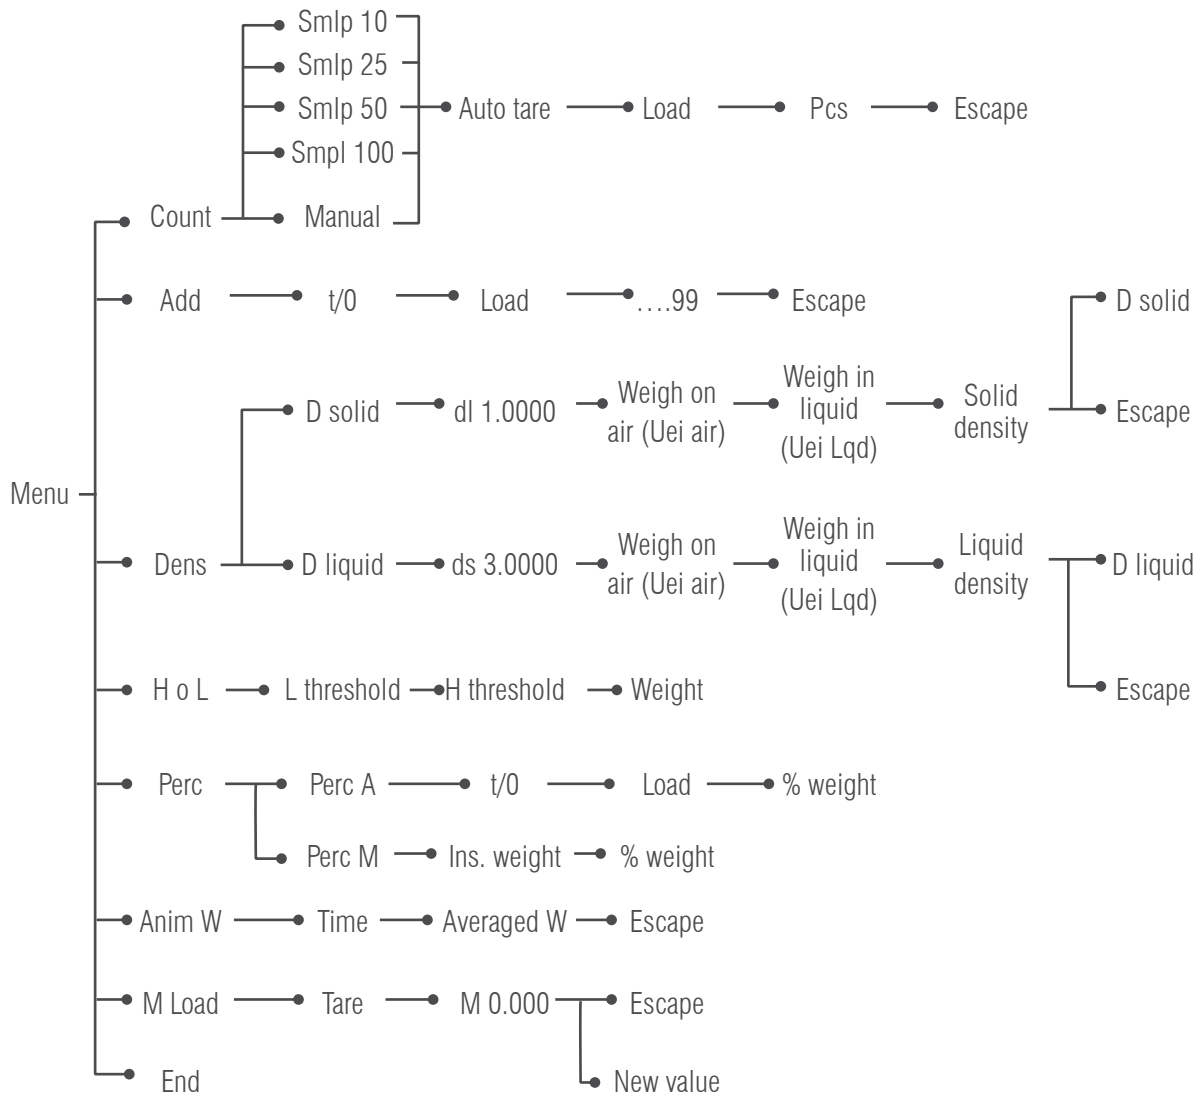 Smlp 10
Smlp 25
Smlp 50
Auto tare
Load
Pcs
Escape
Smpl 100
Count
Manual
Add
t/0
Load
....99
Escape
D solid
D solid
dl 1.0000
Weigh on
air (Uei air)
Weigh in
liquid
(Uei Lqd)
Solid
density
Escape
Menu
Dens
D liquid
ds 3.0000
Weigh on
air (Uei air)
Weigh in
liquid
(Uei Lqd)
Liquid
density
D liquid
Escape
H o L
L threshold
H threshold
Weight
Perc
Perc A
t/0
Load
% weight
Perc M
Ins. weight
% weight
Anim W
Time
Averaged W
Escape
M Load
Tare
M 0.000
Escape
End
New value